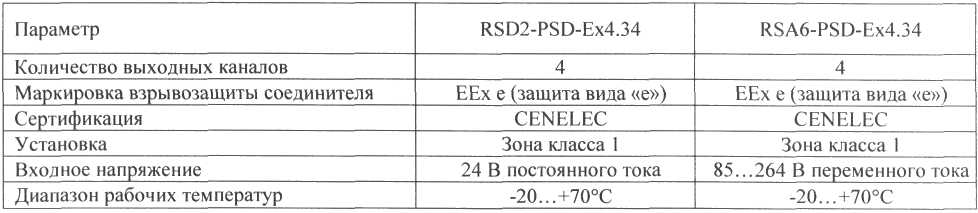 Параметр RSD2-PSD-Ex4.34 RSA6-PSD-Ex4.34
Количество выходных каналов 4 4
Маркировка взрывозащиты соединителя EEx e (защита вида «е») EEx e (защита вида «е»)
Сертификация CENELEC CENELEC
Установка Зона класса 1 Зона класса 1
Входное напряжение 24 В постоянного тока 85…264 В переменного тока
Диапазон рабочих температур -20…+70°С -20…+70°С